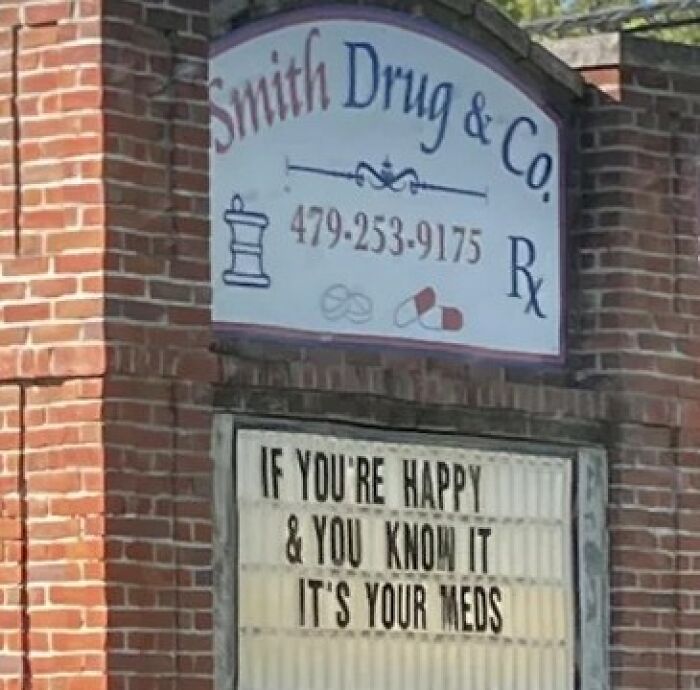 Smith Drug & Co.
479-253-9175
Rx
IF YOU'RE HAPPY
& YOU KNOW IT
IT'S YOUR MEDS